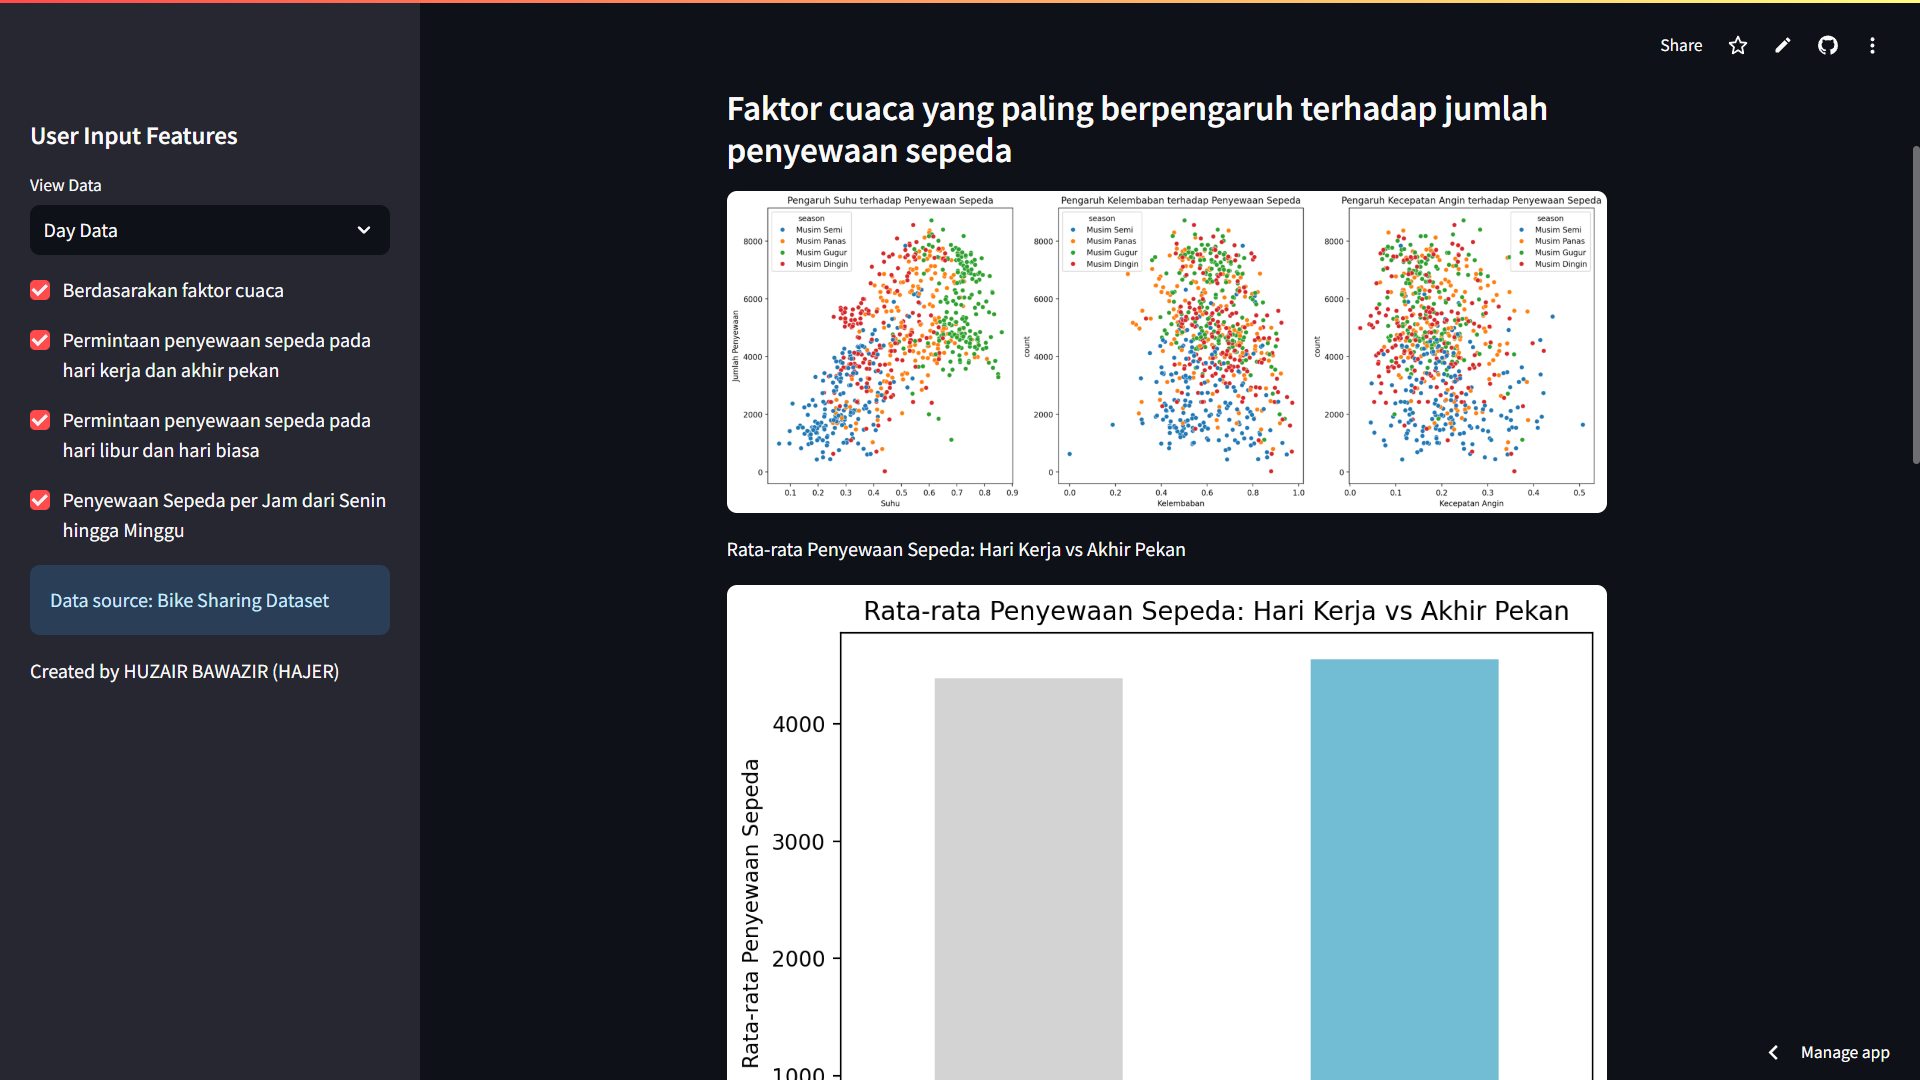 Share
User Input Features
View Data
Day Data
Berdasarakan faktor cuaca
Permintaan penyewaan sepeda pada
hari kerja dan akhir pekan
Permintaan penyewaan sepeda pada
hari libur dan hari biasa
Penyewaan Sepeda per Jam dari Senin
hingga Minggu
Data source: Bike Sharing Dataset
Created by HUZAIR BAWAZIR (HAJER)
Faktor cuaca yang paling berpengaruh terhadap jumlah
penyewaan sepeda
Pengaruh Suhu terhadap Penyewaan Sepeda
season
Musim Semi
Musim Panas
Musim Gugur
Musim Dingin
Jumlah Penyewaan
8000
6000
4000
2000
0
0.1 0.2 0.3 0.4 0.5 0.6 0.7 0.8 0.9
Suhu
Pengaruh Kelembaban terhadap Penyewaan Sepeda
season
Musim Semi
Musim Panas
Musim Gugur
Musim Dingin
count
8000
6000
4000
2000
0
0.0 0.2 0.4 0.6 0.8 1.0
Kelembaban
Pengaruh Kecepatan Angin terhadap Penyewaan Sepeda
season
Musim Semi
Musim Panas
Musim Gugur
Musim Dingin
count
8000
6000
4000
2000
0
0.0 0.1 0.2 0.3 0.4 0.5
Kecepatan Angin
Rata-rata Penyewaan Sepeda: Hari Kerja vs Akhir Pekan
Rata-rata Penyewaan Sepeda: Hari Kerja vs Akhir Pekan
Rata-rata Penyewaan Sepeda
4000
3000
2000
1000
Manage app